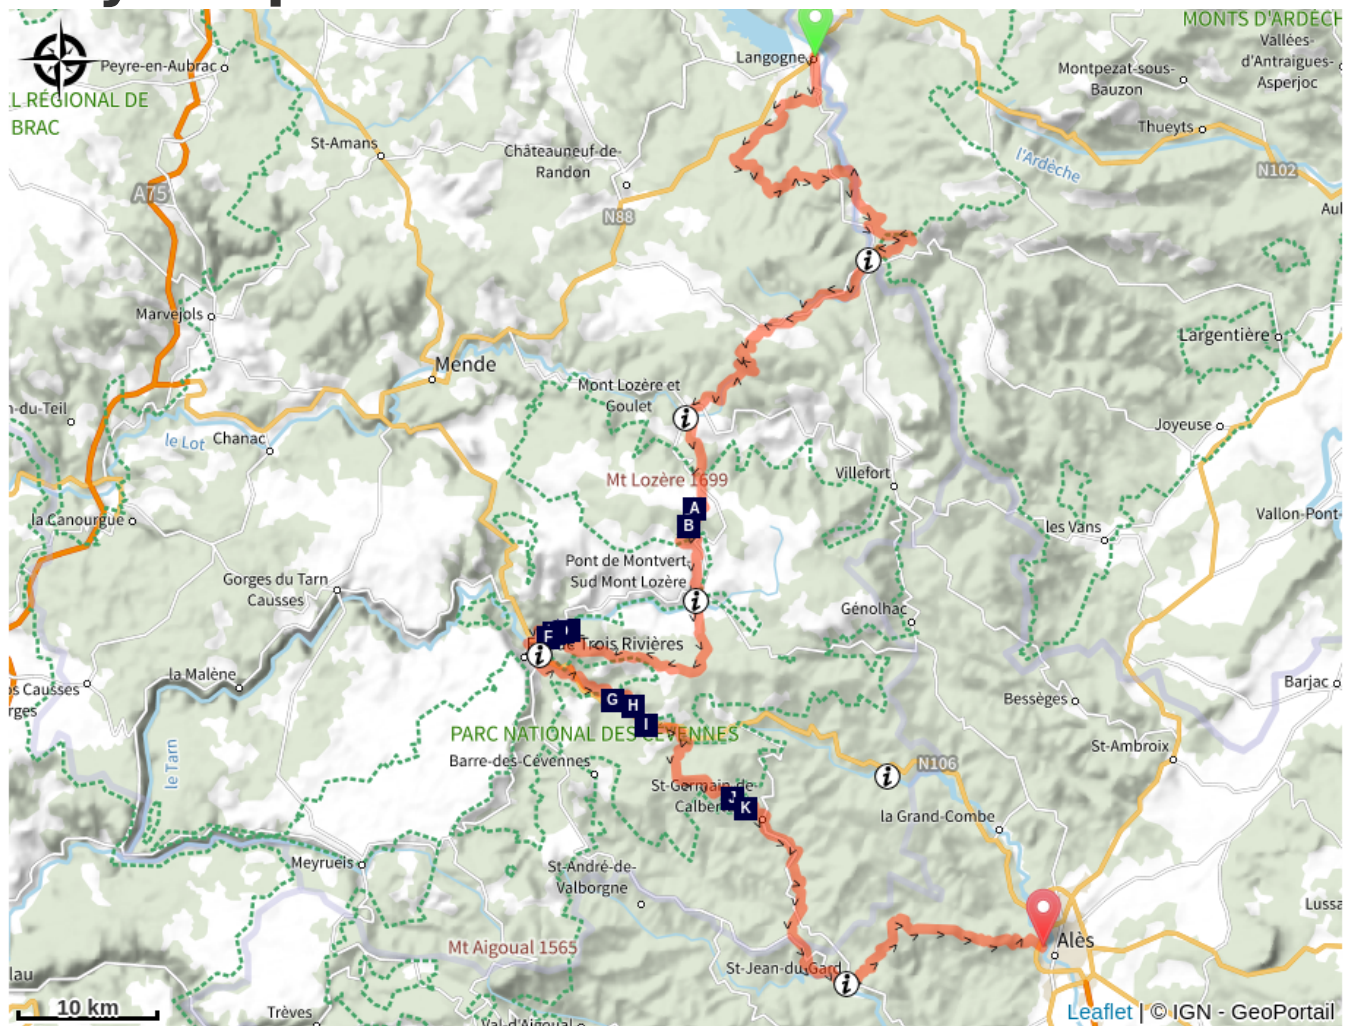 MONTS D'ARDÈCH
Langogne
Vallées-
d'Antraigues-
Asperjoc
Peyre-en-Aubrac
Montpezat-sous-
Bauzon
L RÉGIONAL DE
BRAC
St-Amans
Thueyts
Châteauneuf-de-
Randon
l'Ardèche
N102
A75
N88
Aul
Marvejols
Largentière
Mende
Mont Lozère et
Goulet
n-du-Teil
le Lot
Chanac
Joyeuse
Villefort
Mt Lozère 1699
A
B
la Canourgue
les Vans
Vallon-Pont-
Pont de Montvert-
Sud Mont Lozère
Gorges du Tarn
Causses
Génolhac
F
Trois Rivières
la Malène
os Causses
rges
Barjac
Bessèges
G
H
I
PARC NATIONAL DES CÉVENNES
St-Ambroix
Barre-des-Cévennes
le Tarn
N106
St-Germain-de-
Calber
J
K
la Grand-Combe
Meyrueis
St-André-de-
Valborgne
Lussa
Mt Aigoual 1565
Alès
St-Jean-du-Gard
lau
10 km
Trèves
Val-d'Aigoual
Leaflet | © IGN - GeoPortail